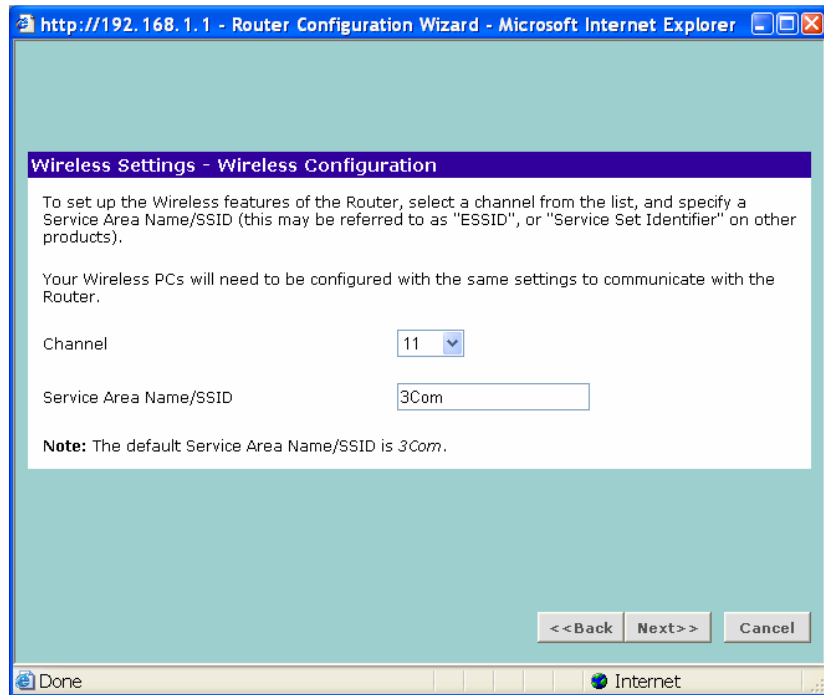 http://192.168.1.1 - Router Configuration Wizard - Microsoft Internet Explorer
Wireless Settings - Wireless Configuration
To set up the Wireless features of the Router, select a channel from the list, and specify a
Service Area Name/SSID (this may be referred to as "ESSID", or "Service Set Identifier" on other
products).
Your Wireless PCs will need to be configured with the same settings to communicate with the
Router.
Channel 11
Service Area Name/SSID 3Com
Note: The default Service Area Name/SSID is 3Com.
<<Back Next>> Cancel
Done Internet